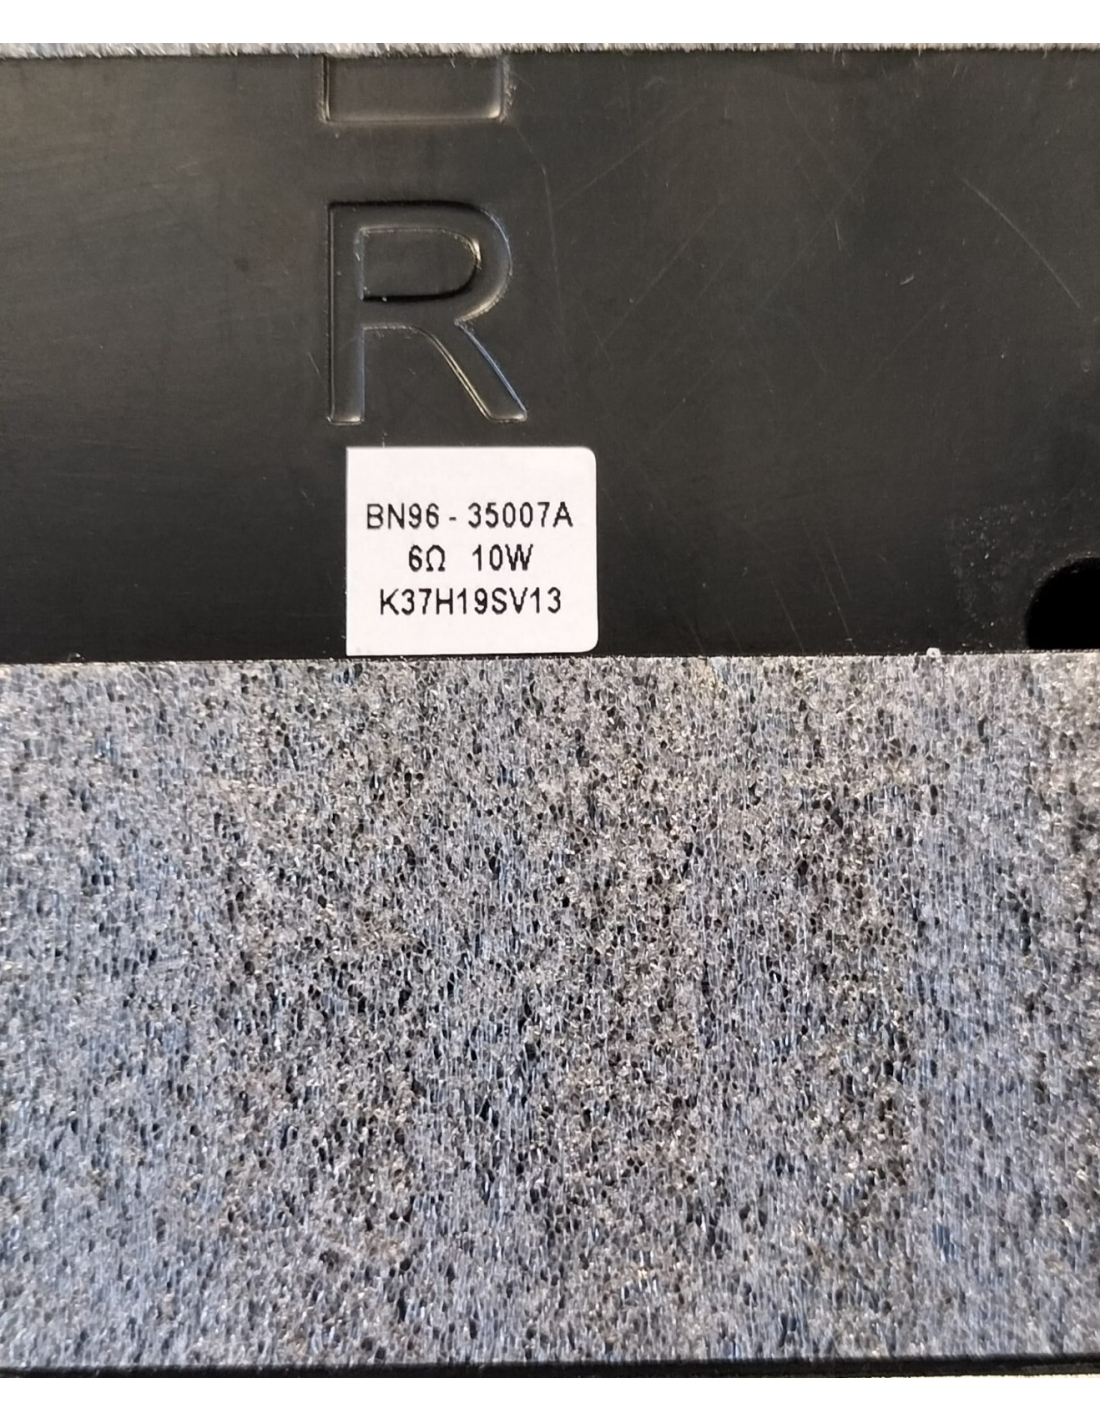 R
BN96 - 35007A
6Ω 10W
K37H19SV13